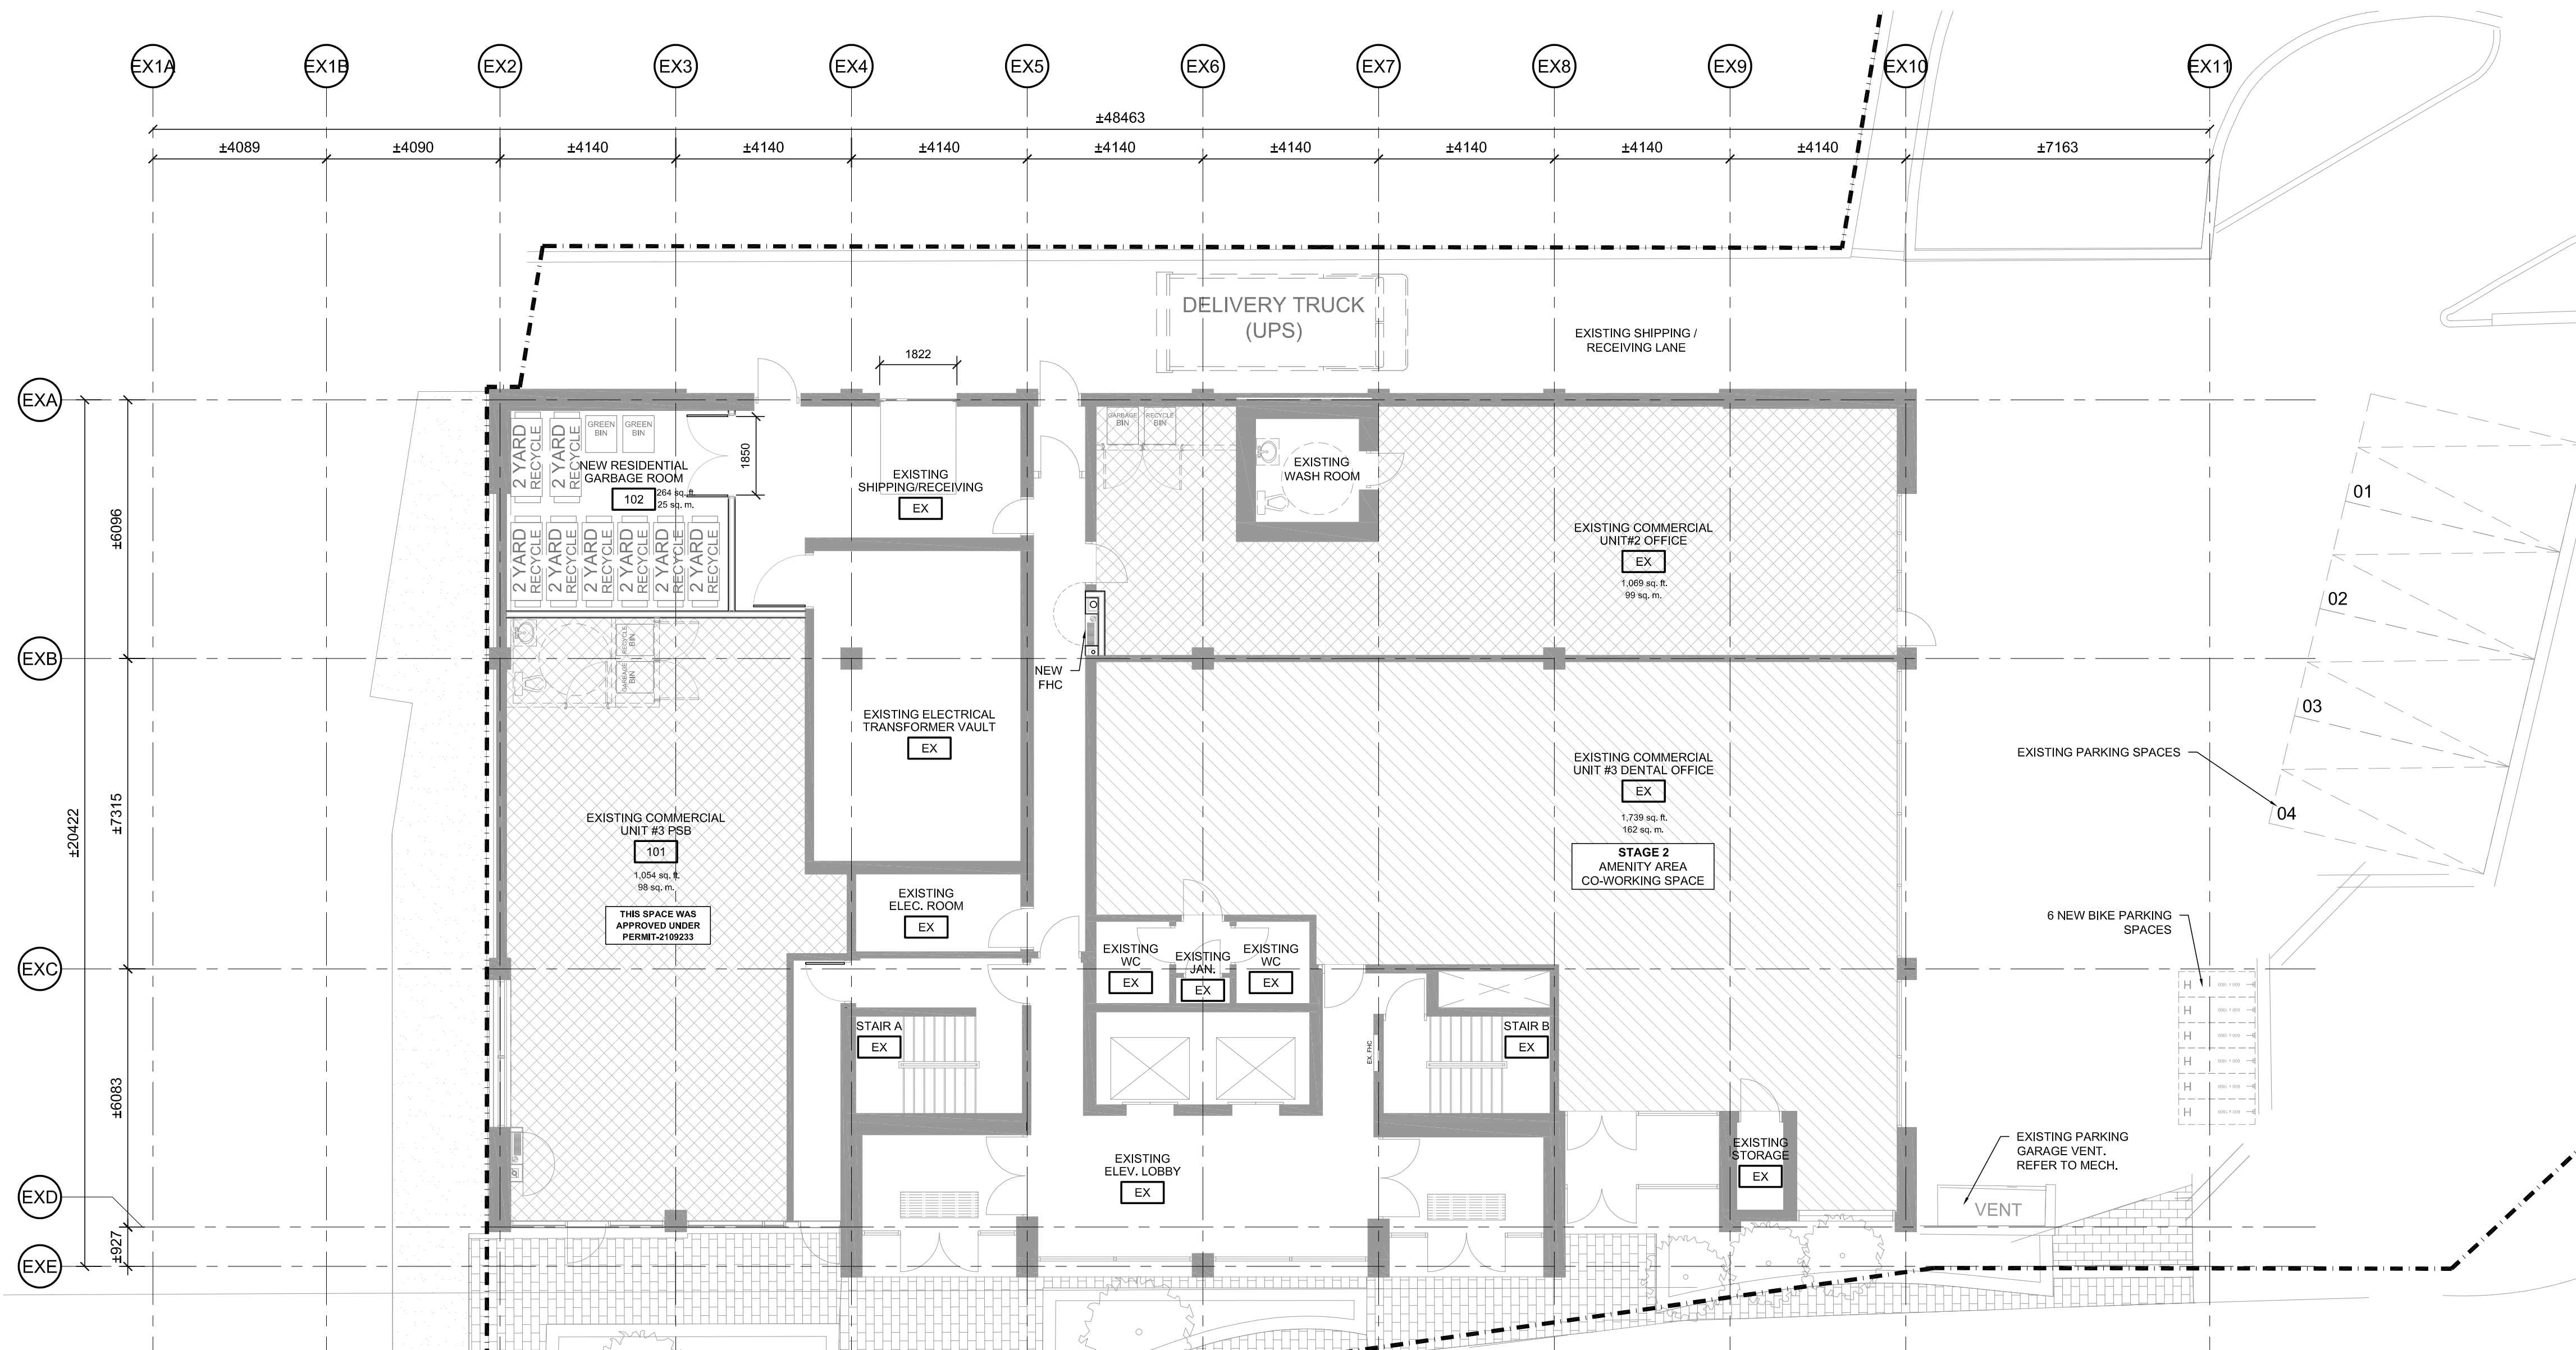 EX1A
EX1B
EX2
EX3
EX4
EX5
EX6
EX7
EX8
EX9
EX10
EX11
±48463
±4089
±4090
±4140
±4140
±4140
±4140
±4140
±4140
±4140
±4140
±7163
DELIVERY TRUCK
(UPS)
EXISTING SHIPPING /
RECEIVING LANE
1822
EXA
EXB
EXC
EXD
EXE
±20422
±6096
±7315
±6083
±927
2 YARD
RECYCLE
2 YARD
RECYCLE
GREEN
BIN
GREEN
BIN
NEW RESIDENTIAL
GARBAGE ROOM
102
264 sq. ft.
25 sq. m.
1850
2 YARD
RECYCLE
2 YARD
RECYCLE
2 YARD
RECYCLE
2 YARD
RECYCLE
2 YARD
RECYCLE
2 YARD
RECYCLE
EXISTING
SHIPPING/RECEIVING
EX
GARBAGE
BIN
RECYCLE
BIN
EXISTING
WASH ROOM
EXISTING COMMERCIAL
UNIT#2 OFFICE
EX
1,069 sq. ft.
99 sq. m.
01
02
03
04
RECYCLE
BIN
GARBAGE
BIN
NEW
FHC
EXISTING ELECTRICAL
TRANSFORMER VAULT
EX
EXISTING COMMERCIAL
UNIT #3 DENTAL OFFICE
EX
1,739 sq. ft.
162 sq. m.
STAGE 2
AMENITY AREA
CO-WORKING SPACE
EXISTING PARKING SPACES
EXISTING COMMERCIAL
UNIT #3 PSB
101
1,054 sq. ft.
98 sq. m.
THIS SPACE WAS
APPROVED UNDER
PERMIT-2109233
EXISTING
ELEC. ROOM
EX
EXISTING
WC
EX
EXISTING
JAN.
EX
EXISTING
WC
EX
6 NEW BIKE PARKING
SPACES
H
H
H
H
H
H
STAIR A
EX
EX FHC
STAIR B
EX
EXISTING
ELEV. LOBBY
EX
EXISTING
STORAGE
EX
EXISTING PARKING
GARAGE VENT.
REFER TO MECH.
VENT